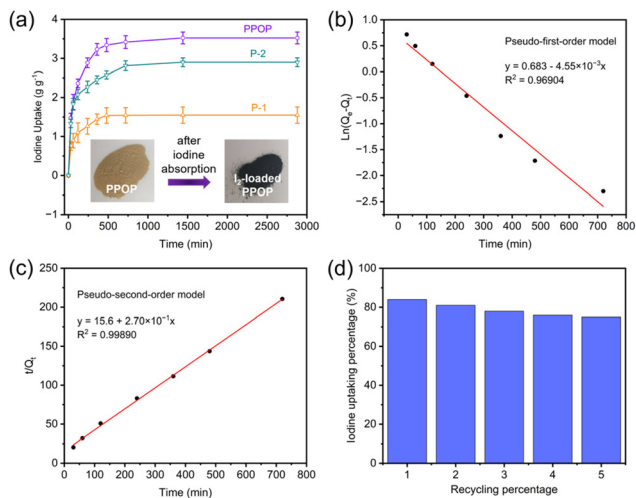 (a)
PPOP
P-2
P-1
after
iodine
absorption
PPOP
I₂-loaded
PPOP
Iodine Uptake (g g⁻¹)
4
3
2
1
0
−1
0 500 1000 1500 2000 2500 3000
Time (min)
(b)
Pseudo-first-order model
y = 0.683 - 4.55×10⁻³x
R² = 0.96904
Ln(Qₑ-Qₜ)
1.0
0.5
0.0
-0.5
-1.0
-1.5
-2.0
-2.5
0 100 200 300 400 500 600 700 800
Time (min)
(c)
Pseudo-second-order model
y = 15.6 + 2.70×10⁻¹x
R² = 0.99890
t/Qₜ
250
200
150
100
50
0
0 100 200 300 400 500 600 700 800
Time (min)
(d)
Iodine uptaking percentage (%)
100
80
60
40
20
0
1 2 3 4 5
Recycling percentage